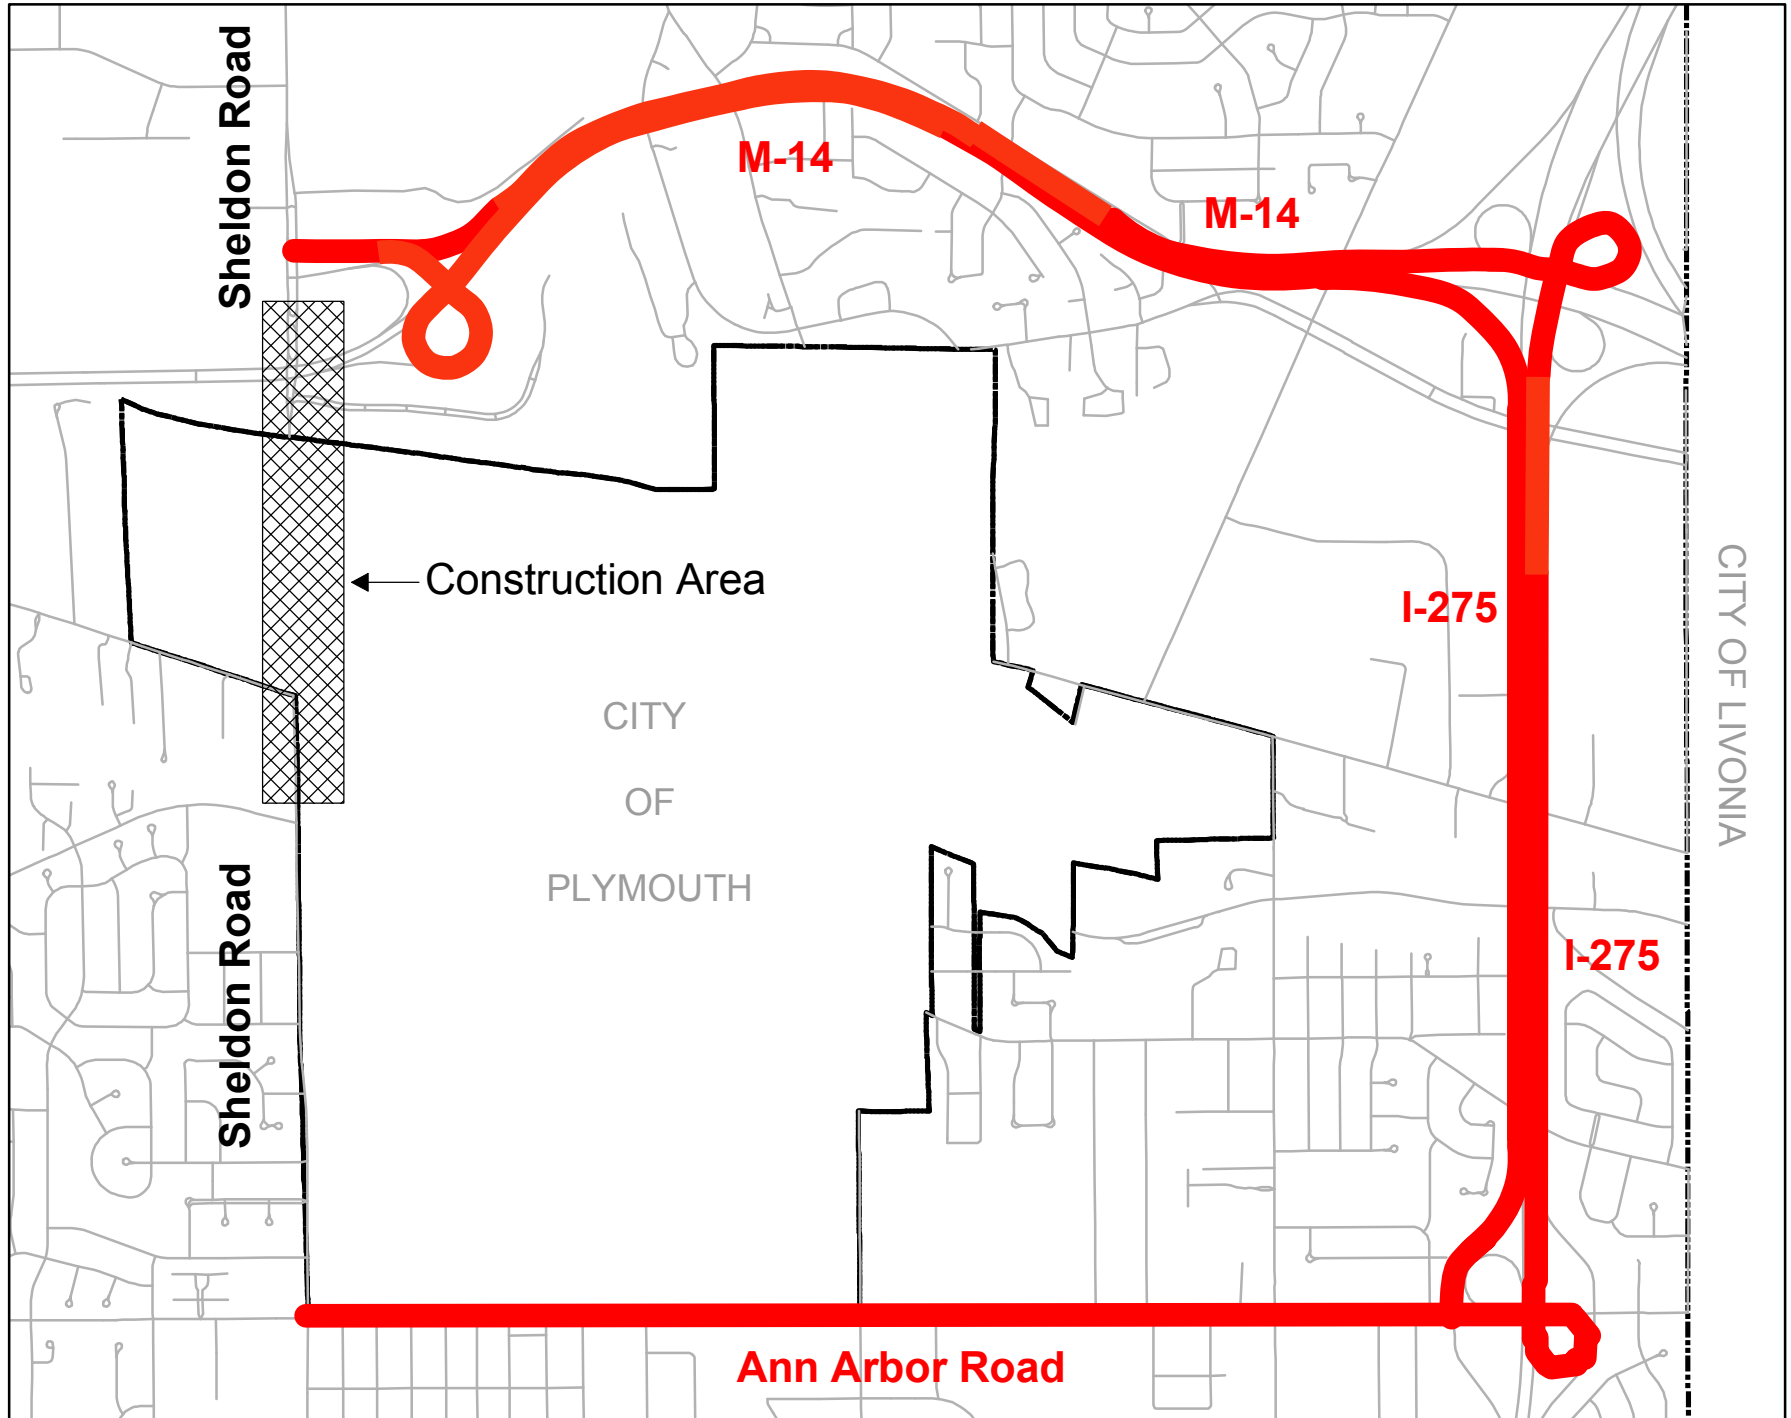 Sheldon Road
M-14
M-14
Construction Area
I-275
CITY
OF
PLYMOUTH
CITY OF LIVONIA
Sheldon Road
I-275
Ann Arbor Road